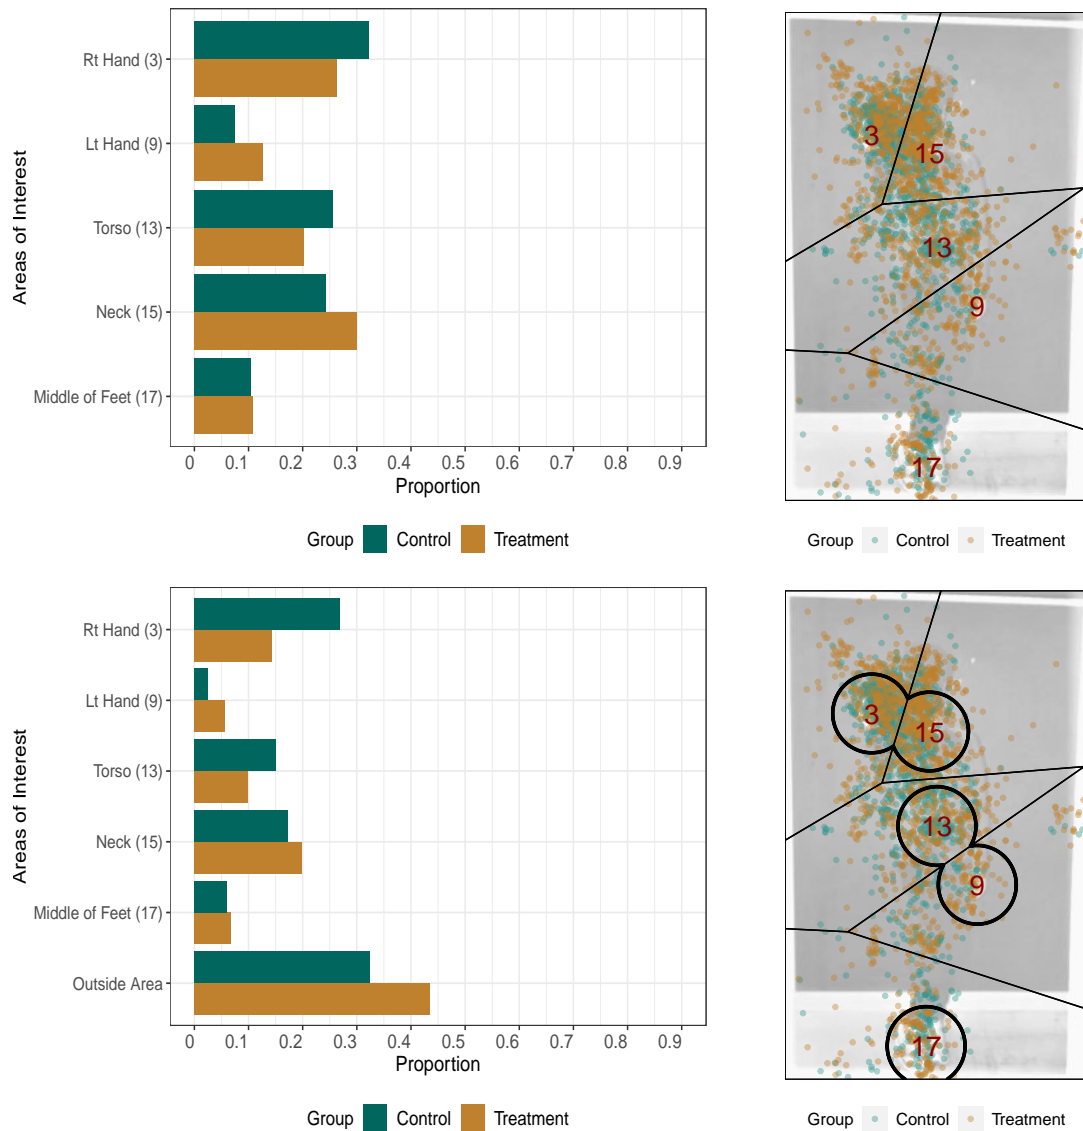 Areas of Interest
Rt Hand (3)
Lt Hand (9)
Torso (13)
Neck (15)
Middle of Feet (17)
0 0.1 0.2 0.3 0.4 0.5 0.6 0.7 0.8 0.9
Proportion
Group Control Treatment
3
15
13
9
17
Group Control Treatment
Areas of Interest
Rt Hand (3)
Lt Hand (9)
Torso (13)
Neck (15)
Middle of Feet (17)
Outside Area
0 0.1 0.2 0.3 0.4 0.5 0.6 0.7 0.8 0.9
Proportion
Group Control Treatment
3
15
13
9
17
Group Control Treatment